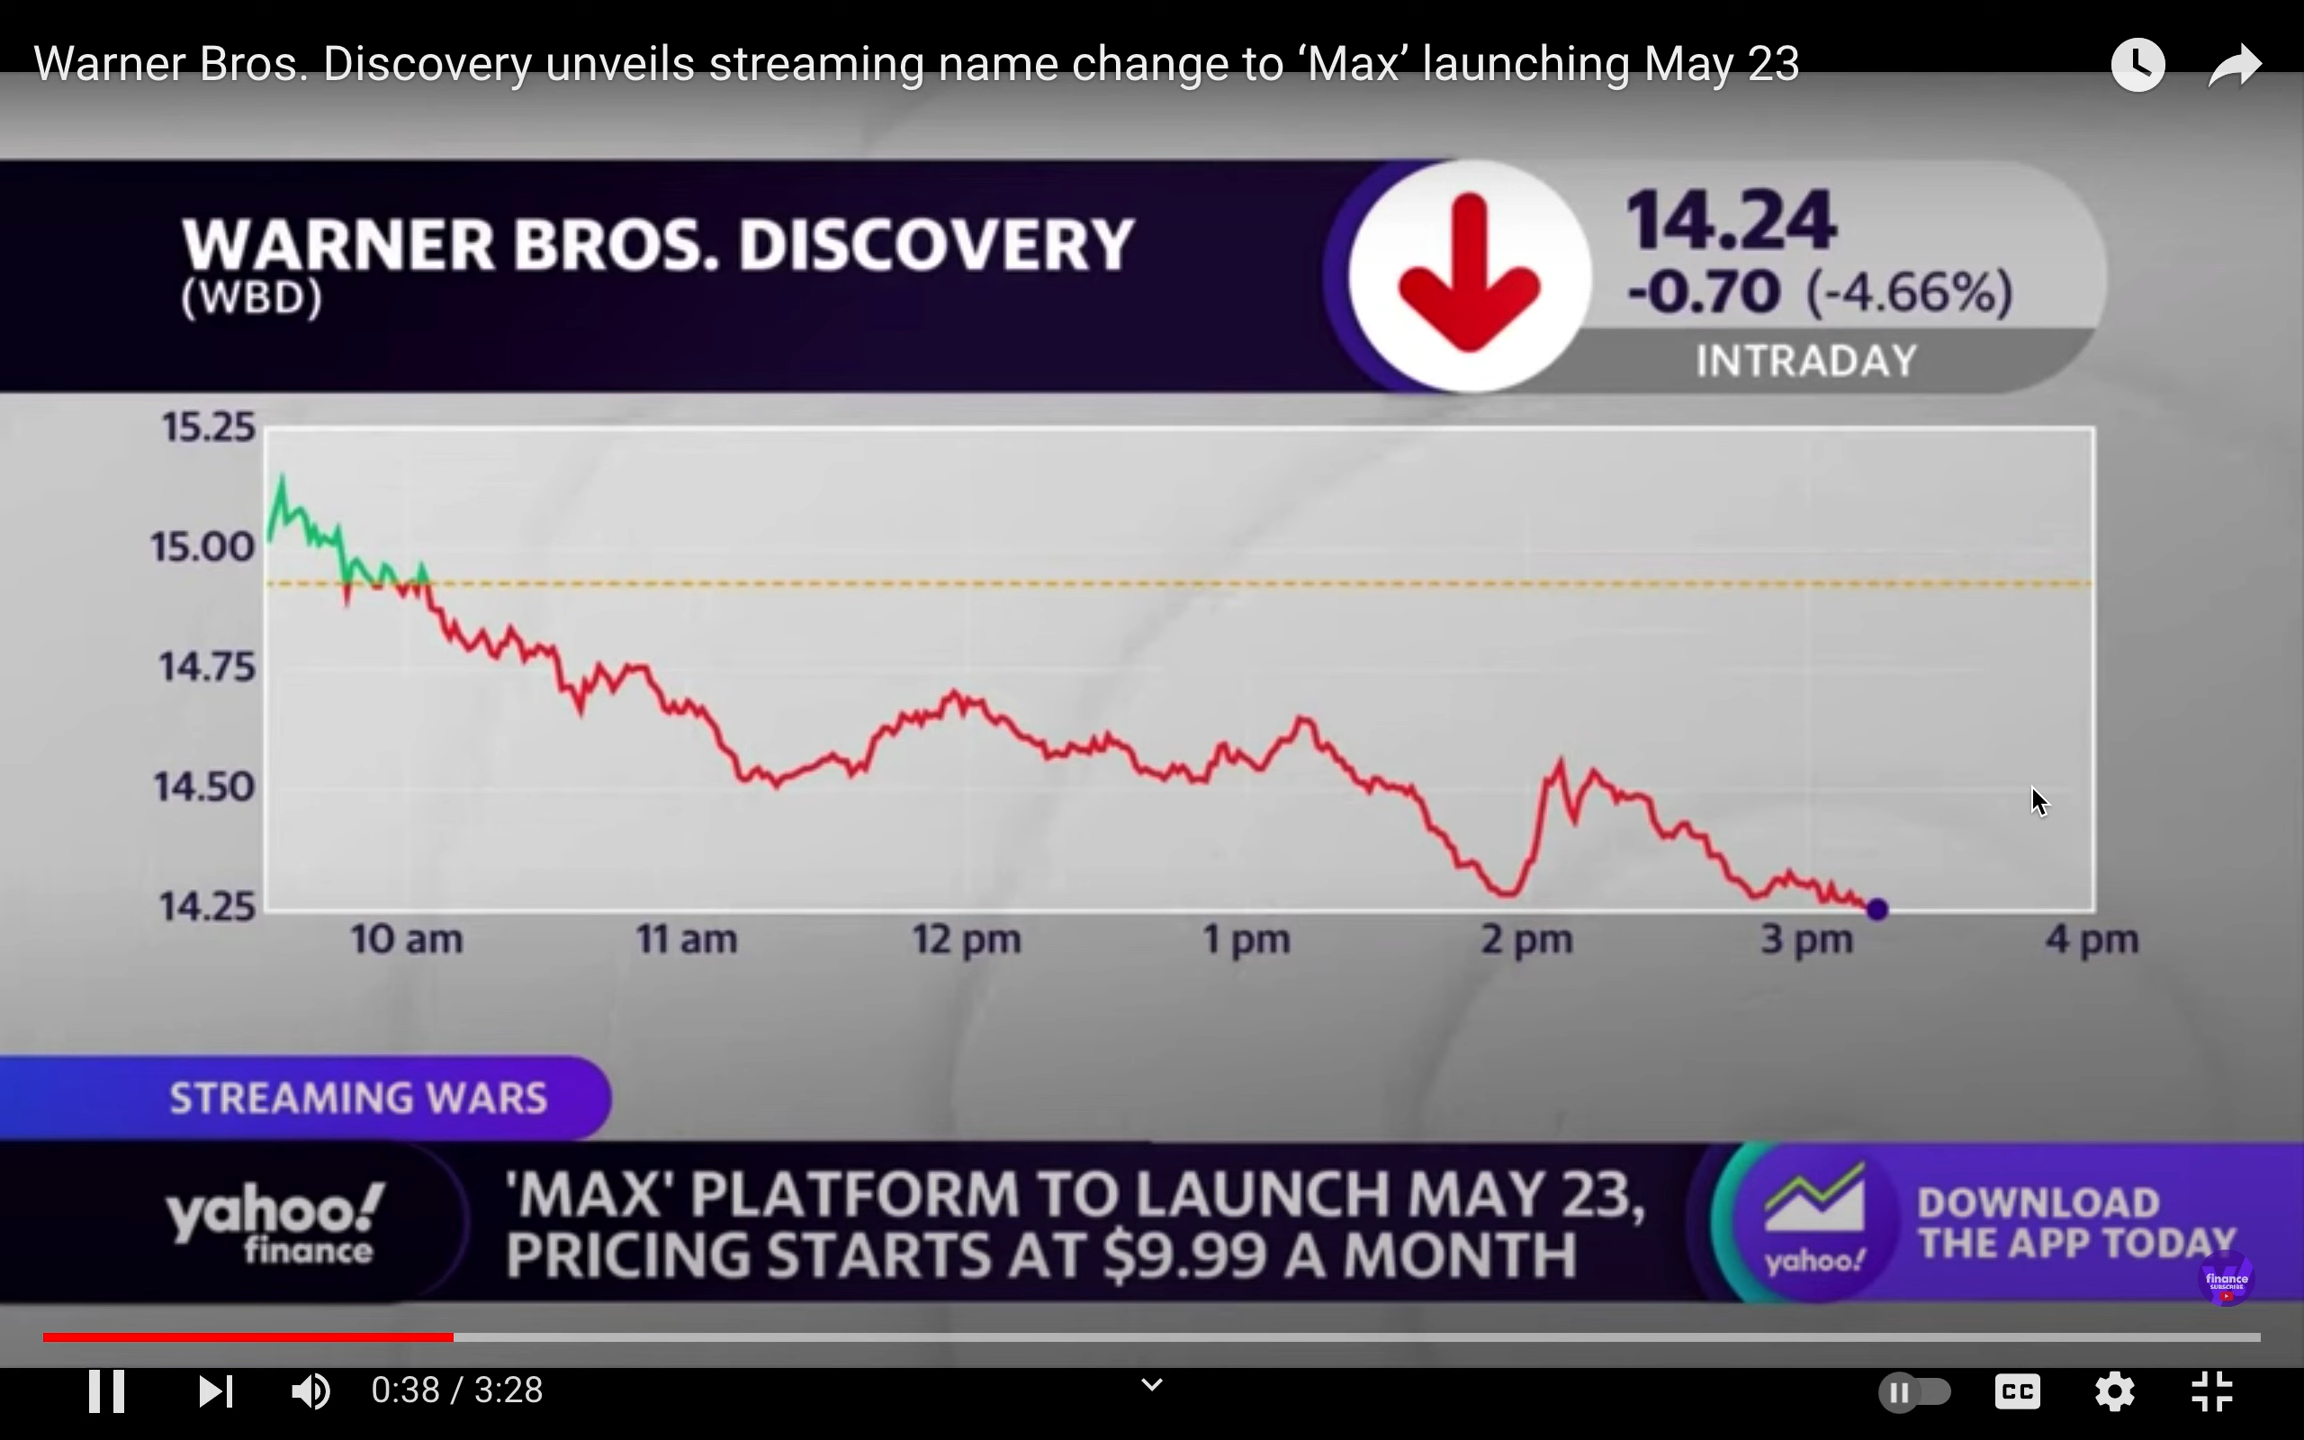 Warner Bros. Discovery unveils streaming name change to ‘Max’ launching May 23
WARNER BROS. DISCOVERY
(WBD)
14.24
-0.70 (-4.66%)
INTRADAY
15.25
15.00
14.75
14.50
14.25
10 am 11 am 12 pm 1 pm 2 pm 3 pm 4 pm
STREAMING WARS
yahoo!
finance
'MAX' PLATFORM TO LAUNCH MAY 23,
PRICING STARTS AT $9.99 A MONTH
yahoo!
DOWNLOAD
THE APP TODAY
finance
SUBSCRIBE
0:38 / 3:28
CC